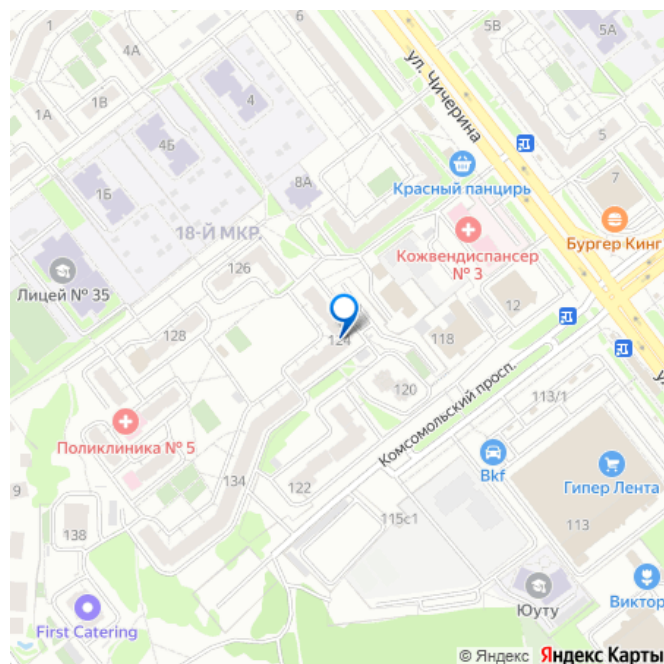 1
6
4А
5В
5А
ул. Чичерина
1А
1В
4
4Б
5
1Б
8А
7
Красный панцирь
18-Й МКР.
Бургер Кинг
Кожвендиспансер
№ 3
Лицей № 35
126
12
128
124
118
120
Комсомольский просп.
113/1
Поликлиника № 5
134
Bkf
Гипер Лента
9
122
138
115с1
113
Юуту
Виктор
First Catering
© Яндекс Яндекс Карты